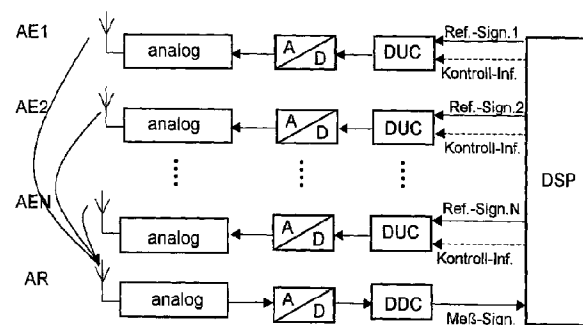 AE1 analog A/D DUC Ref.-Sign.1
Kontroll-Inf.
AE2 analog A/D DUC Ref.-Sign.2
Kontroll-Inf.
DSP
AEN analog A/D DUC Ref.-Sign.N
Kontroll-Inf.
AR analog A/D DDC Meß-Sign.